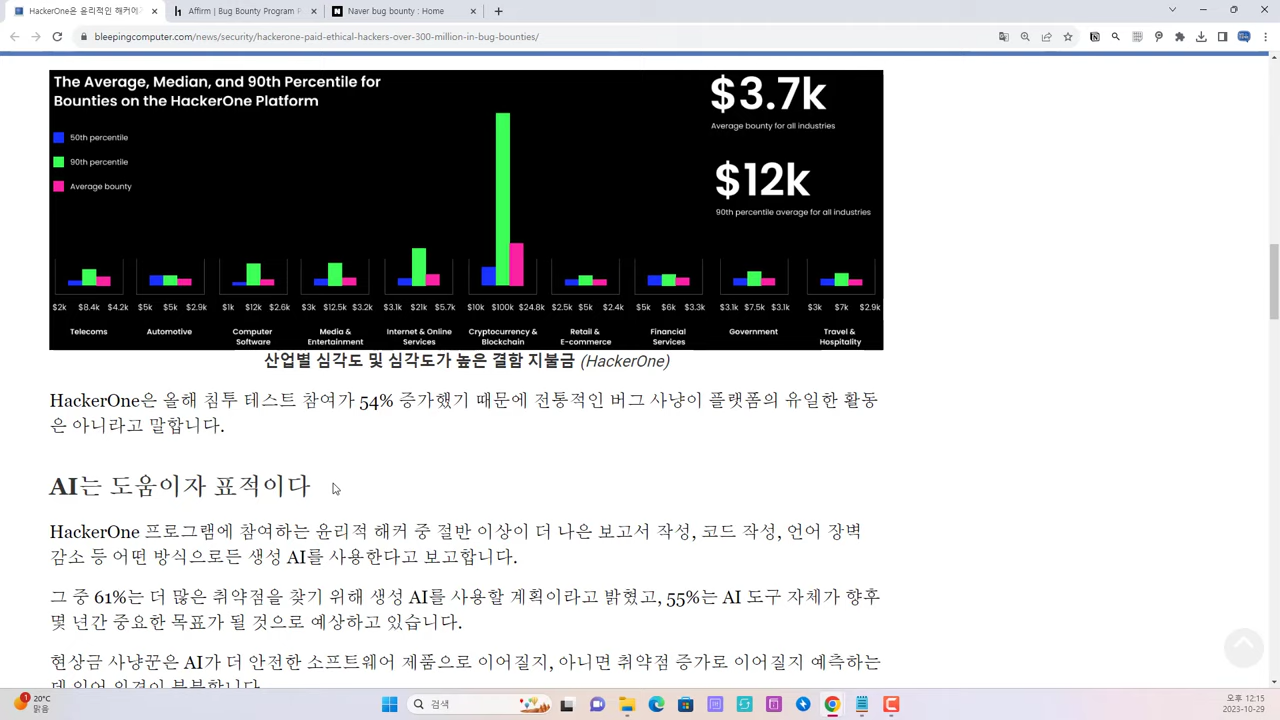 HackerOne은 윤리적인 해커에
Affirm | Bug Bounty Program P
Naver bug bounty : Home
bleepingcomputer.com/news/security/hackerone-paid-ethical-hackers-over-300-million-in-bug-bounties/
The Average, Median, and 90th Percentile for
Bounties on the HackerOne Platform
50th percentile
90th percentile
Average bounty
$3.7k
Average bounty for all industries
$12k
90th percentile average for all industries
$2k $8.4k $4.2k $5k $5k $2.9k $1k $12k $2.6k $3k $12.5k $3.2k $3.1k $21k $5.7k $10k $100k $24.8k $2.5k $5k $2.4k $5k $6k $3.3k $3.1k $7.5k $3.1k $3k $7k $2.9k
Telecoms Automotive Computer Media & Internet & Online Cryptocurrency & Retail & Financial Government Travel &
Software Entertainment Services Blockchain E-commerce Services Hospitality
산업별 심각도 및 심각도가 높은 결함 지불금 (HackerOne)
HackerOne은 올해 침투 테스트 참여가 54% 증가했기 때문에 전통적인 버그 사냥이 플랫폼의 유일한 활동
은 아니라고 말합니다.
AI는 도움이자 표적이다
HackerOne 프로그램에 참여하는 윤리적 해커 중 절반 이상이 더 나은 보고서 작성, 코드 작성, 언어 장벽
감소 등 어떤 방식으로든 생성 AI를 사용한다고 보고합니다.
그 중 61%는 더 많은 취약점을 찾기 위해 생성 AI를 사용할 계획이라고 밝혔고, 55%는 AI 도구 자체가 향후
몇 년간 중요한 목표가 될 것으로 예상하고 있습니다.
현상금 사냥꾼은 AI가 더 안전한 소프트웨어 제품으로 이어질지, 아니면 취약점 증가로 이어질지 예측하는
데 있어 의견이 분분합니다.
1
20°C
맑음
검색
오후 12:15
2023-10-29